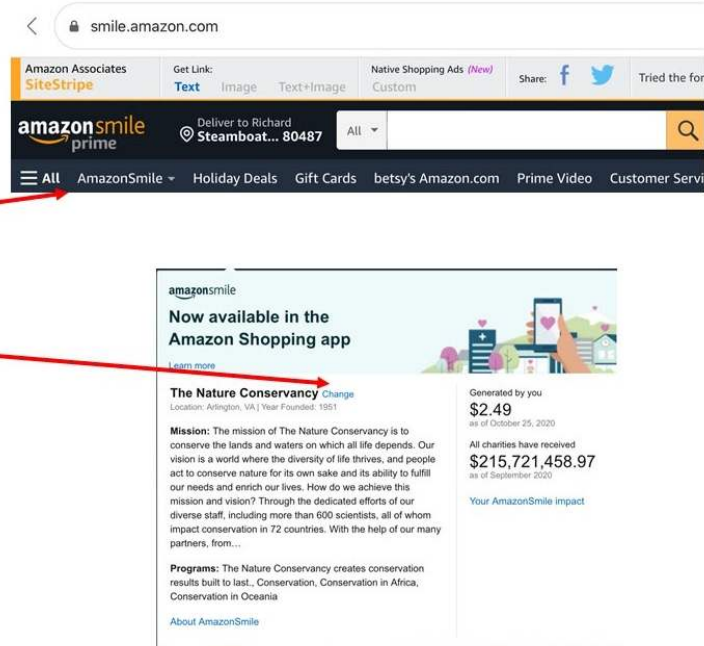 smile.amazon.com
Amazon Associates
SiteStripe
Get Link:
Text Image Text+Image
Native Shopping Ads (New)
Custom
Share:
Tried the for
amazonsmile
prime
Deliver to Richard
Steamboat... 80487
All
All AmazonSmile Holiday Deals Gift Cards betsy's Amazon.com Prime Video Customer Servi
amazonsmile
Now available in the
Amazon Shopping app
Learn more
The Nature Conservancy Change
Location: Arlington, VA | Year Founded: 1951
Mission: The mission of The Nature Conservancy is to
conserve the lands and waters on which all life depends. Our
vision is a world where the diversity of life thrives, and people
act to conserve nature for its own sake and its ability to fulfill
our needs and enrich our lives. How do we achieve this
mission and vision? Through the dedicated efforts of our
diverse staff, including more than 600 scientists, all of whom
impact conservation in 72 countries. With the help of our many
partners, from...
Programs: The Nature Conservancy creates conservation
results built to last., Conservation, Conservation in Africa,
Conservation in Oceania
About AmazonSmile
Generated by you
$2.49
as of October 25, 2020
All charities have received
$215,721,458.97
as of September 2020
Your AmazonSmile impact